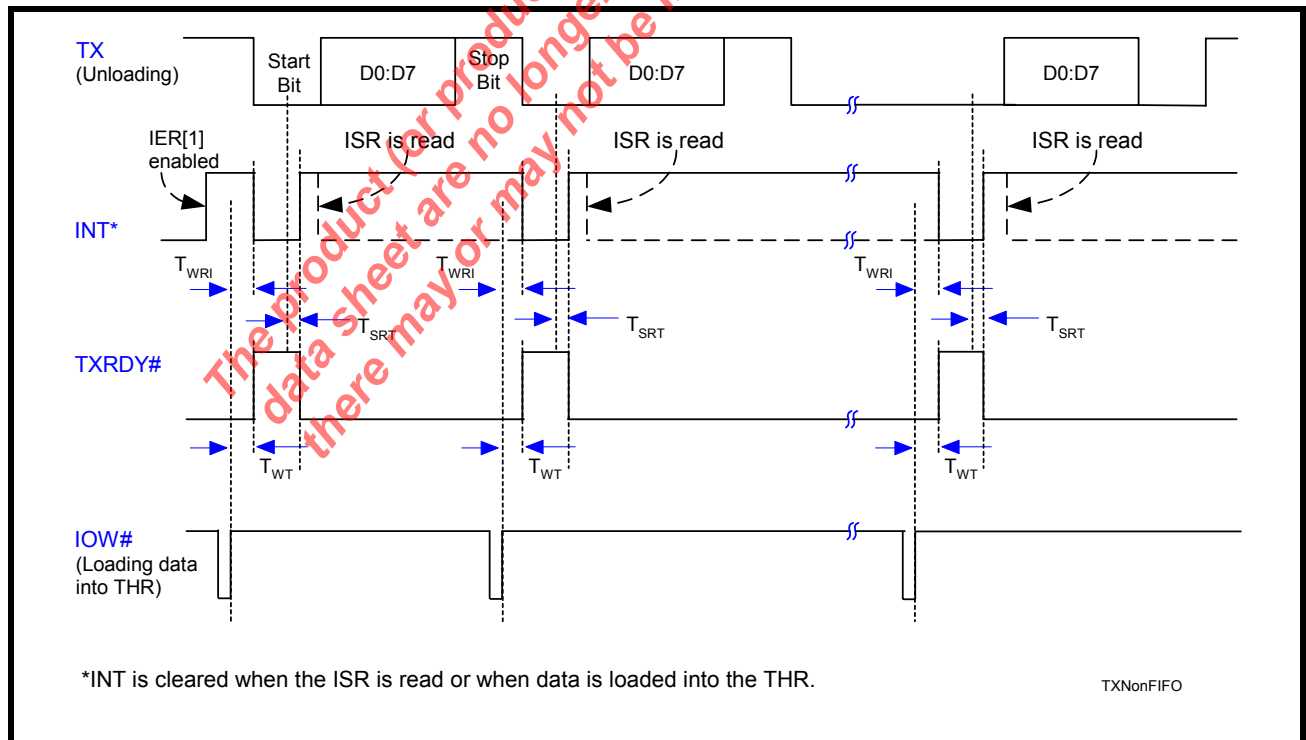 TX
(Unloading)
Start
Bit
D0:D7
Stop
Bit
D0:D7
D0:D7
IER[1]
enabled
ISR is read
ISR is read
ISR is read
INT*
TWRI
TWRI
TWRI
TSRT
TSRT
TSRT
TXRDY#
TWT
TWT
TWT
IOW#
(Loading data
into THR)
*INT is cleared when the ISR is read or when data is loaded into the THR.
TXNonFIFO
The product (or produc
data sheet are no longer
there may or may not be